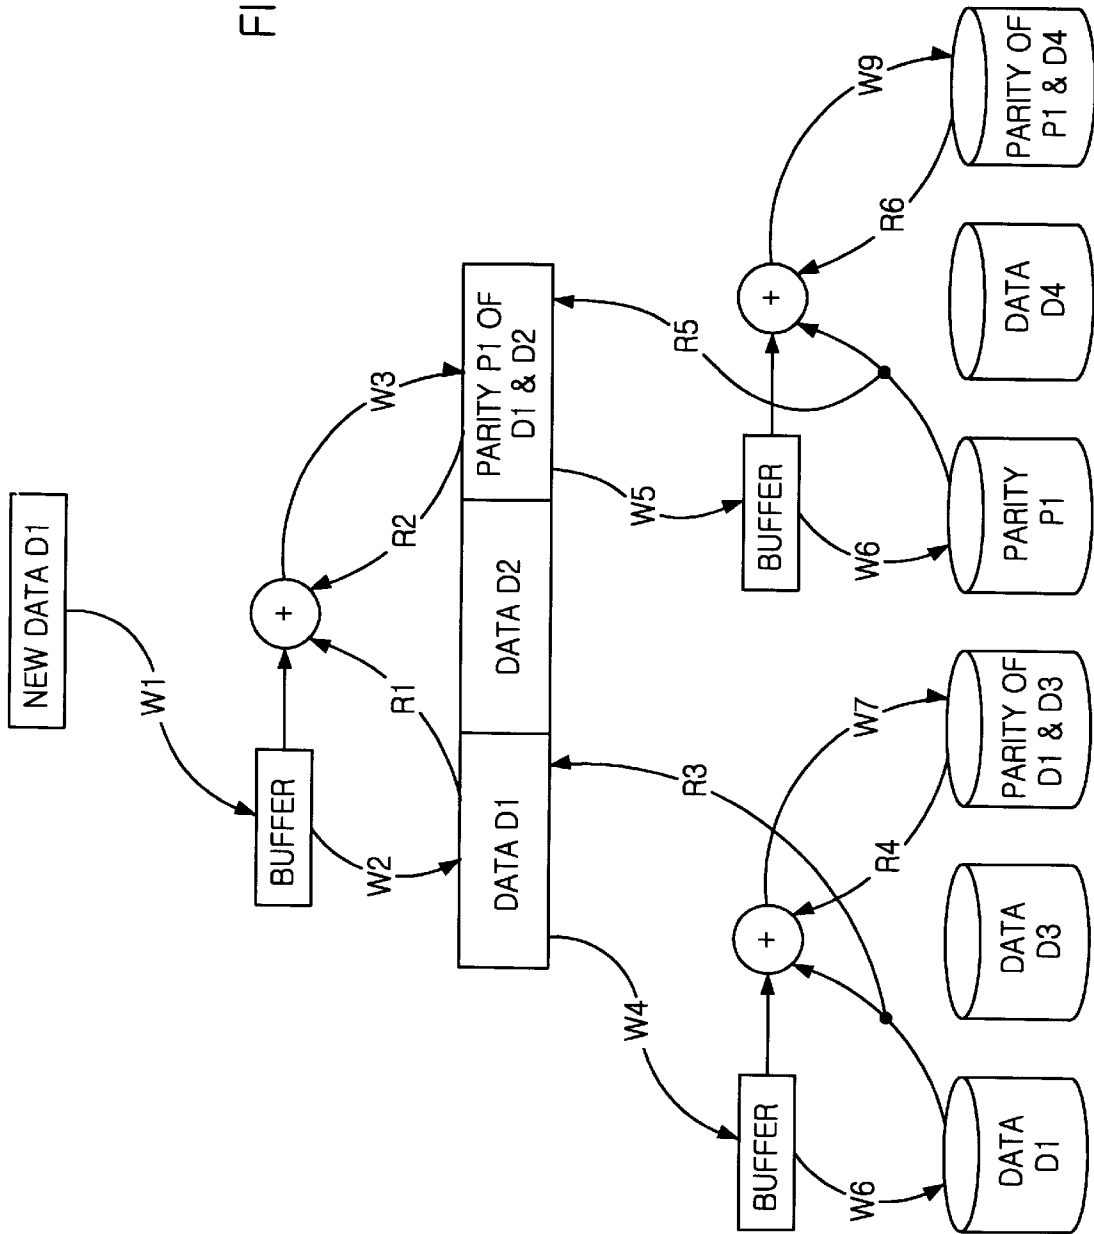 NEW DATA D1
W1
FI
BUFFER
+
W2
R1
R2
W3
DATA D1
DATA D2
PARITY P1 OF
D1 & D2
W4
R3
W5
R5
BUFFER
+
BUFFER
+
W6
R4
W7
W6
R6
W9
DATA
D1
DATA
D3
PARITY OF
D1 & D3
PARITY
P1
DATA
D4
PARITY OF
P1 & D4